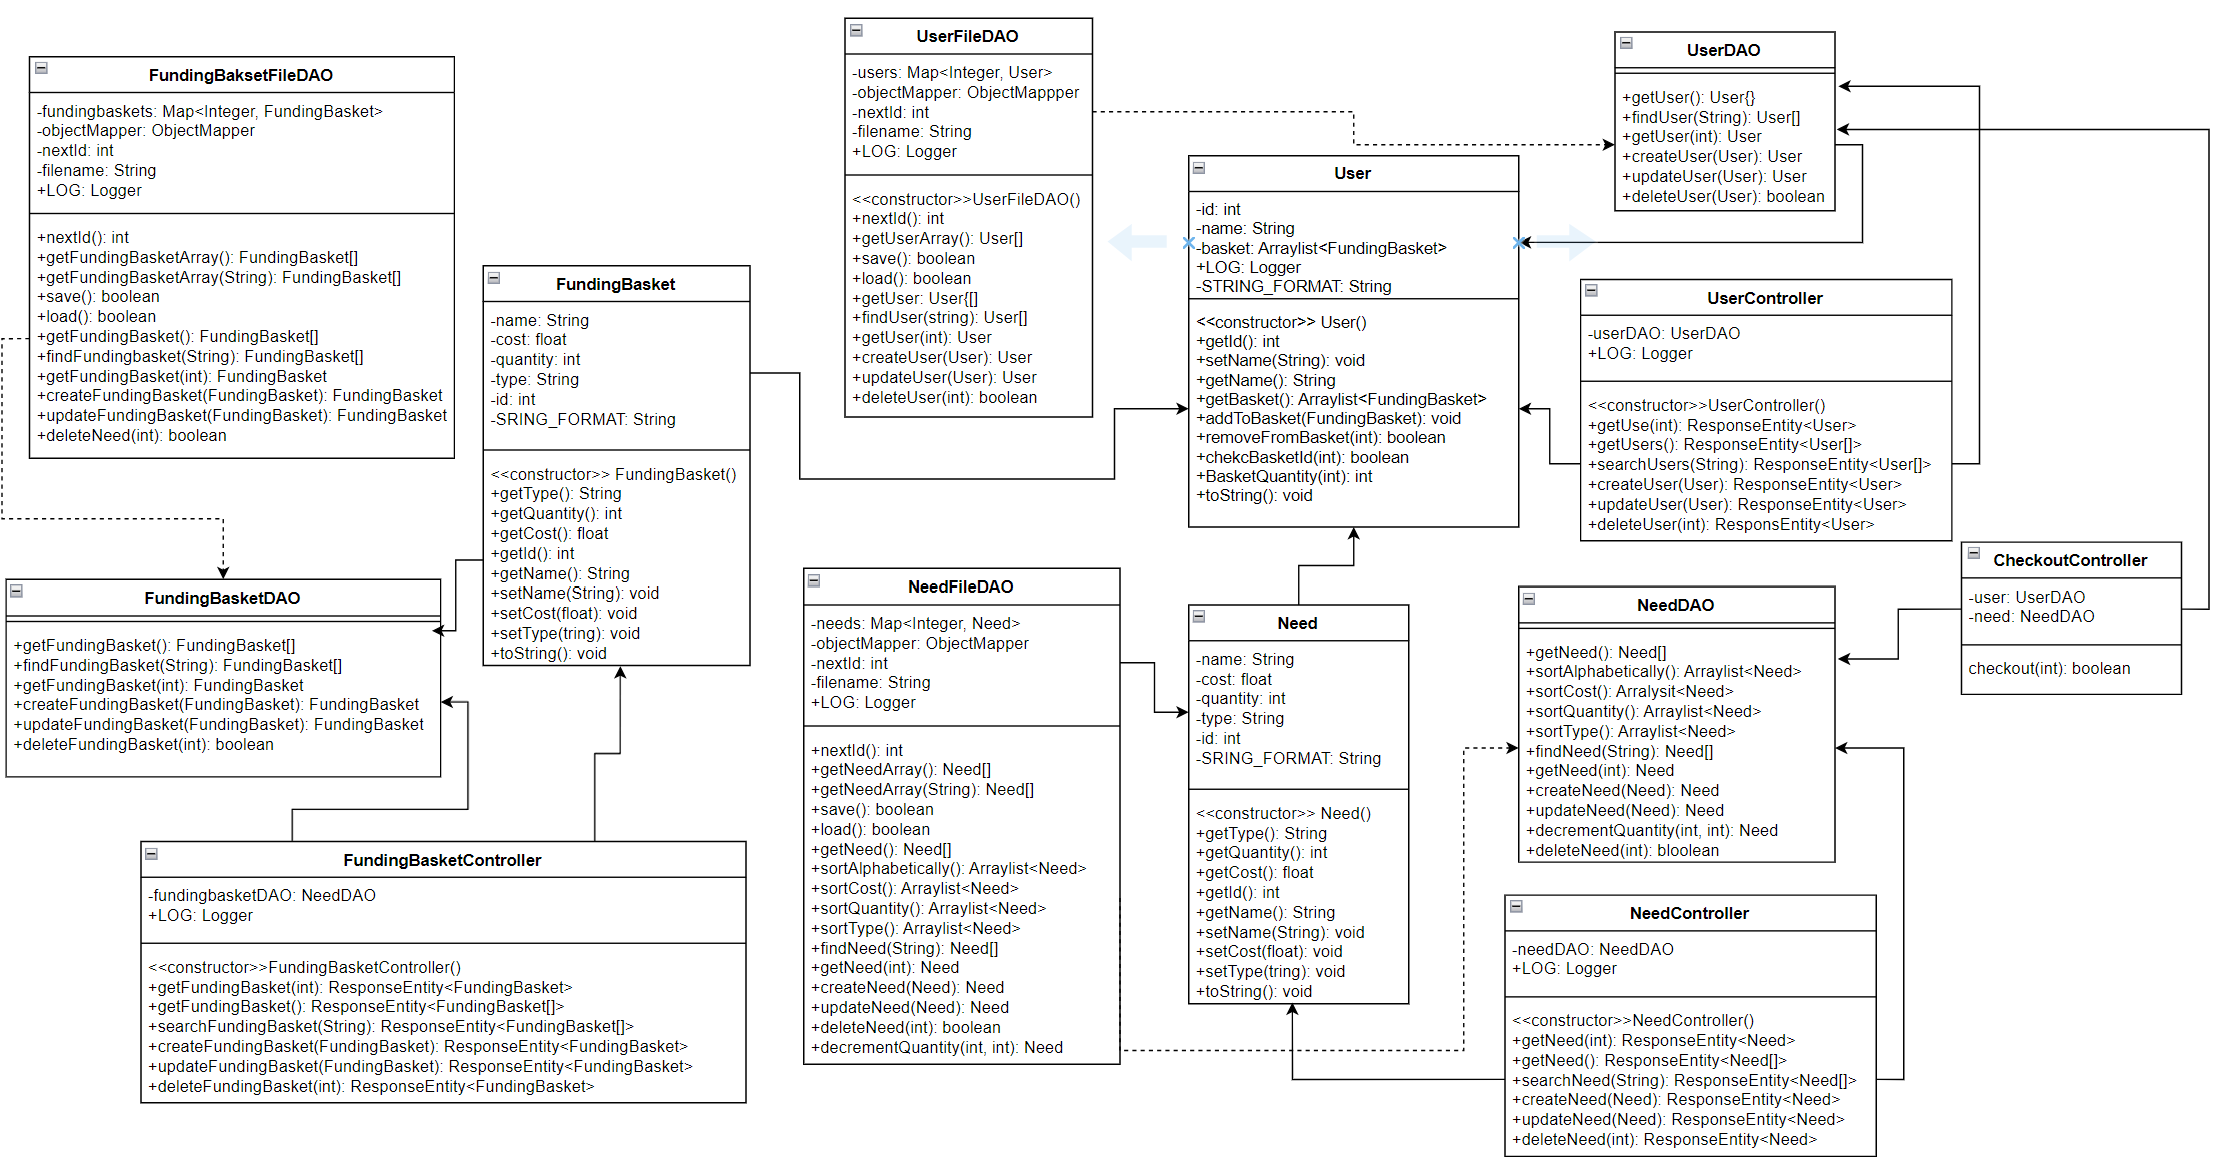 FundingBaksetFileDAO
-fundingbaskets: Map<Integer, FundingBasket>
-objectMapper: ObjectMapper
-nextId: int
-filename: String
+LOG: Logger
+nextId(): int
+getFundingBasketArray(): FundingBasket[]
+getFundingBasketArray(String): FundingBasket[]
+save(): boolean
+load(): boolean
+getFundingBasket(): FundingBasket[]
+findFundingbasket(String): FundingBasket[]
+getFundingBasket(int): FundingBasket
+createFundingBasket(FundingBasket): FundingBasket
+updateFundingBasket(FundingBasket): FundingBasket
+deleteNeed(int): boolean
FundingBasket
-name: String
-cost: float
-quantity: int
-type: String
-id: int
-SRING_FORMAT: String
<<constructor>> FundingBasket()
+getType(): String
+getQuantity(): int
+getCost(): float
+getId(): int
+getName(): String
+setName(String): void
+setCost(float): void
+setType(tring): void
+toString(): void
UserFileDAO
-users: Map<Integer, User>
-objectMapper: ObjectMappper
-nextId: int
-filename: String
+LOG: Logger
<<constructor>>UserFileDAO()
+nextId(): int
+getUserArray(): User[]
+save(): boolean
+load(): boolean
+getUser: User{[]
+findUser(string): User[]
+getUser(int): User
+createUser(User): User
+updateUser(User): User
+deleteUser(int): boolean
User
-id: int
-name: String
-basket: Arraylist<FundingBasket>
+LOG: Logger
-STRING_FORMAT: String
<<constructor>> User()
+getId(): int
+setName(String): void
+getName(): String
+getBasket(): Arraylist<FundingBasket>
+addToBasket(FundingBasket): void
+removeFromBasket(int): boolean
+chekcBasketId(int): boolean
+BasketQuantity(int): int
+toString(): void
UserDAO
+getUser(): User{}
+findUser(String): User[]
+getUser(int): User
+createUser(User): User
+updateUser(User): User
+deleteUser(User): boolean
UserController
-userDAO: UserDAO
+LOG: Logger
<<constructor>>UserController()
+getUse(int): ResponseEntity<User>
+getUsers(): ResponseEntity<User[]>
+searchUsers(String): ResponseEntity<User[]>
+createUser(User): ResponseEntity<User>
+updateUser(User): ResponseEntity<User>
+deleteUser(int): ResponsEntity<User>
CheckoutController
-user: UserDAO
-need: NeedDAO
checkout(int): boolean
FundingBasketDAO
+getFundingBasket(): FundingBasket[]
+findFundingBasket(String): FundingBasket[]
+getFundingBasket(int): FundingBasket
+createFundingBasket(FundingBasket): FundingBasket
+updateFundingBasket(FundingBasket): FundingBasket
+deleteFundingBasket(int): boolean
FundingBasketController
-fundingbasketDAO: NeedDAO
+LOG: Logger
<<constructor>>FundingBasketController()
+getFundingBasket(int): ResponseEntity<FundingBasket>
+getFundingBasket(): ResponseEntity<FundingBasket[]>
+searchFundingBasket(String): ResponseEntity<FundingBasket[]>
+createFundingBasket(FundingBasket): ResponseEntity<FundingBasket>
+updateFundingBasket(FundingBasket): ResponseEntity<FundingBasket>
+deleteFundingBasket(int): ResponseEntity<FundingBasket>
NeedFileDAO
-needs: Map<Integer, Need>
-objectMapper: ObjectMapper
-nextId: int
-filename: String
+LOG: Logger
+nextId(): int
+getNeedArray(): Need[]
+getNeedArray(String): Need[]
+save(): boolean
+load(): boolean
+getNeed(): Need[]
+sortAlphabetically(): Arraylist<Need>
+sortCost(): Arraylist<Need>
+sortQuantity(): Arraylist<Need>
+sortType(): Arraylist<Need>
+findNeed(String): Need[]
+getNeed(int): Need
+createNeed(Need): Need
+updateNeed(Need): Need
+deleteNeed(int): boolean
+decrementQuantity(int, int): Need
Need
-name: String
-cost: float
-quantity: int
-type: String
-id: int
-SRING_FORMAT: String
<<constructor>> Need()
+getType(): String
+getQuantity(): int
+getCost(): float
+getId(): int
+getName(): String
+setName(String): void
+setCost(float): void
+setType(tring): void
+toString(): void
NeedDAO
+getNeed(): Need[]
+sortAlphabetically(): Arraylist<Need>
+sortCost(): Arralysit<Need>
+sortQuantity(): Arraylist<Need>
+sortType(): Arraylist<Need>
+findNeed(String): Need[]
+getNeed(int): Need
+createNeed(Need): Need
+updateNeed(Need): Need
+decrementQuantity(int, int): Need
+deleteNeed(int): bloolean
NeedController
-needDAO: NeedDAO
+LOG: Logger
<<constructor>>NeedController()
+getNeed(int): ResponseEntity<Need>
+getNeed(): ResponseEntity<Need[]>
+searchNeed(String): ResponseEntity<Need[]>
+createNeed(Need): ResponseEntity<Need>
+updateNeed(Need): ResponseEntity<Need>
+deleteNeed(int): ResponseEntity<Need>